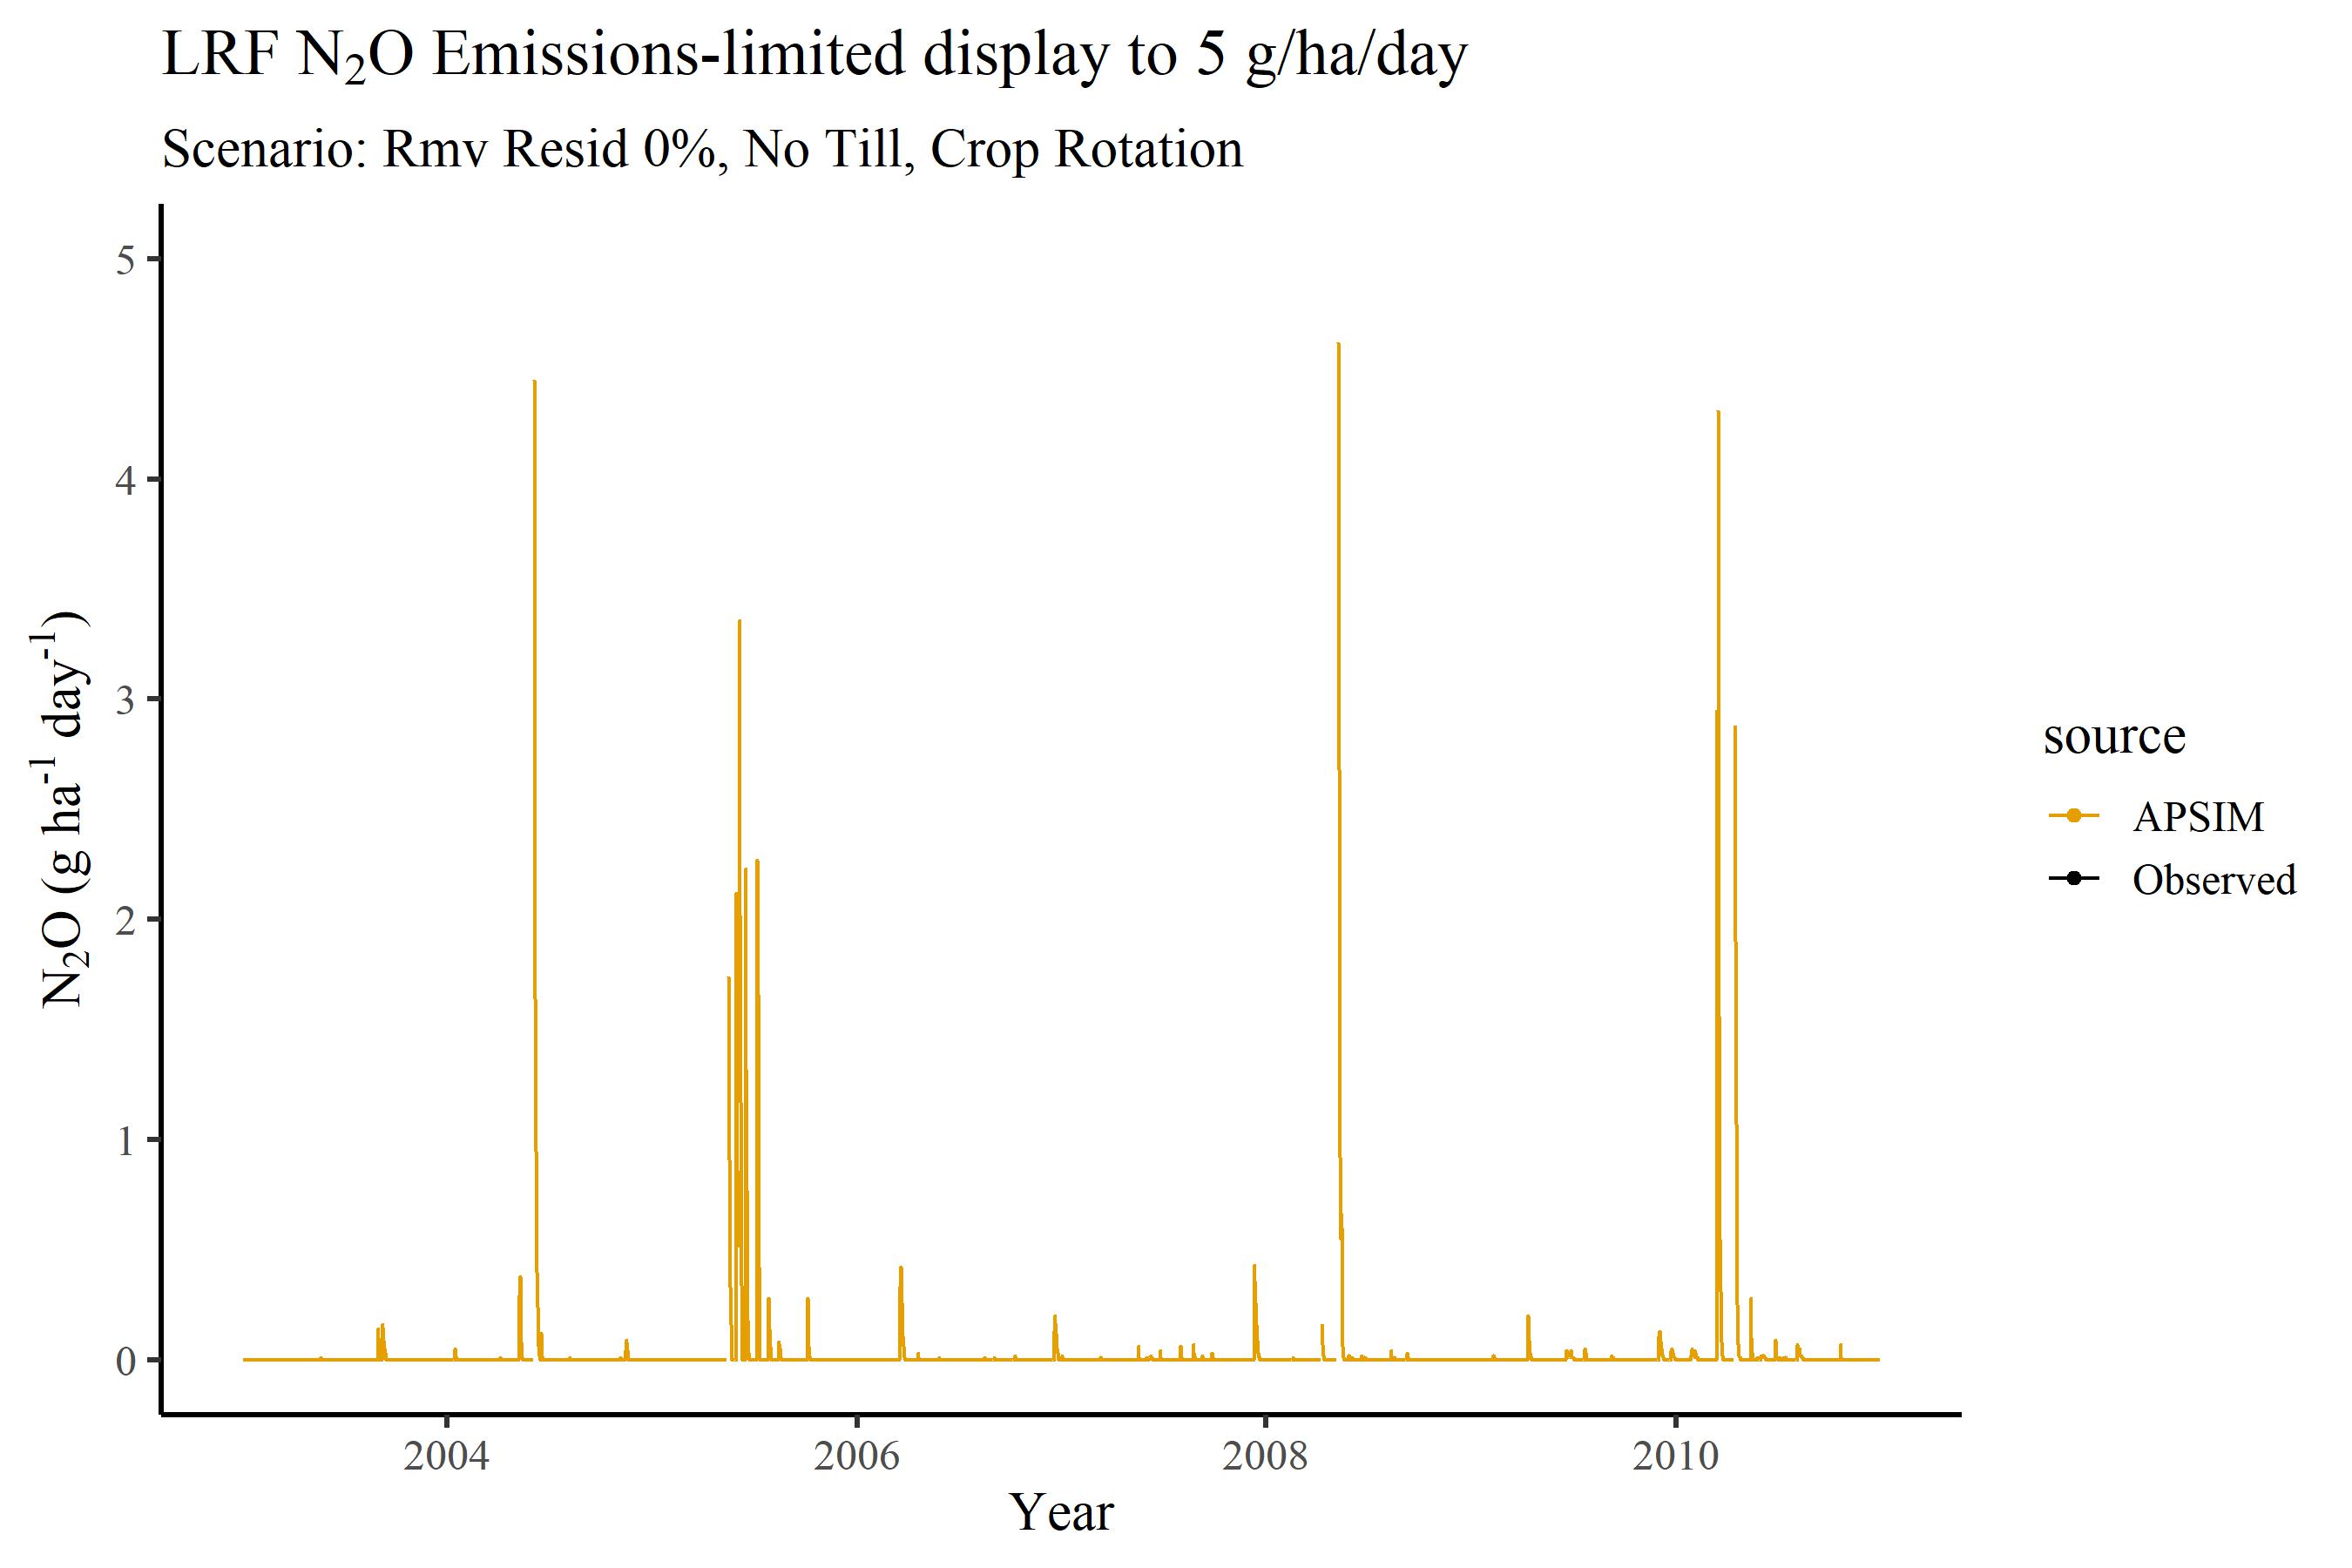 LRF N₂O Emissions-limited display to 5 g/ha/day
Scenario: Rmv Resid 0%, No Till, Crop Rotation
N₂O (g ha⁻¹ day⁻¹)
5
4
3
2
1
0
2004 2006 2008 2010
Year
source
APSIM
Observed